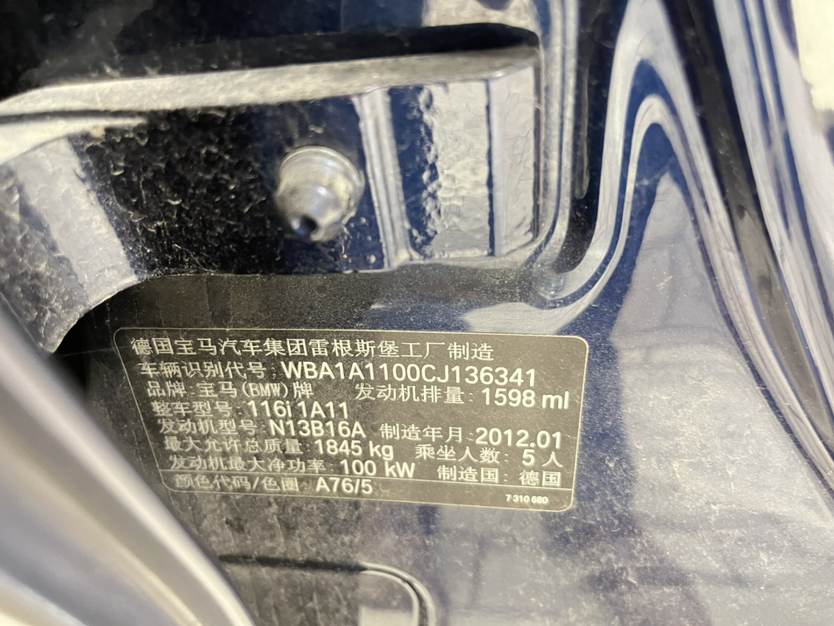 德国宝马汽车集团雷根斯堡工厂制造
车辆识别代号: WBA1A1100CJ136341
品牌: 宝马(BMW)牌 发动机排量: 1598 ml
整车型号: 116i 1A11
发动机型号: N13B16A 制造年月: 2012.01
最大允许总质量: 1845 kg 乘坐人数: 5 人
发动机最大净功率: 100 kW 制造国: 德国
颜色代码/色圈: A76/5
7 310 680